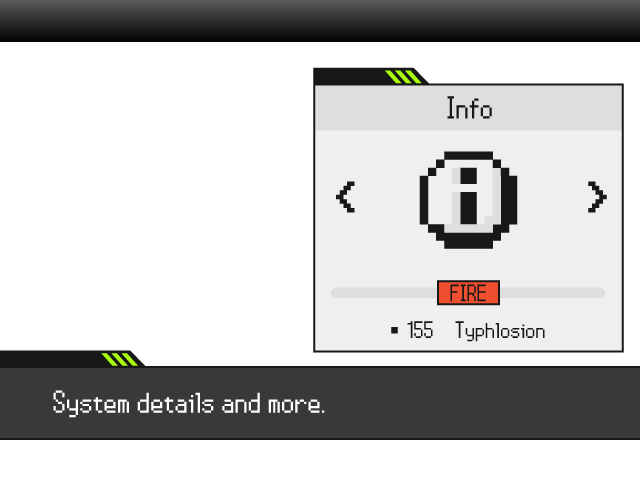 Info
FIRE
▪ 155 Typhlosion
System details and more.